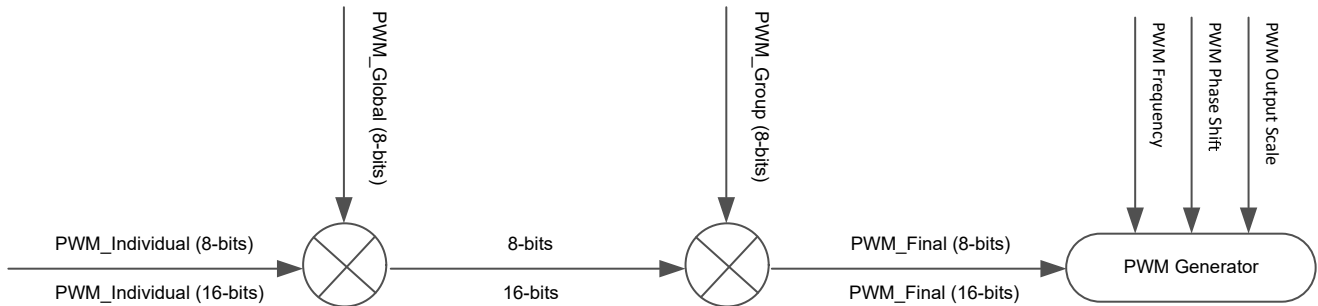 PWM_Global (8-bits)
PWM_Group (8-bits)
PWM Frequency
PWM Phase Shift
PWM Output Scale
PWM_Individual (8-bits)
PWM_Individual (16-bits)
8-bits
16-bits
PWM_Final (8-bits)
PWM_Final (16-bits)
PWM Generator